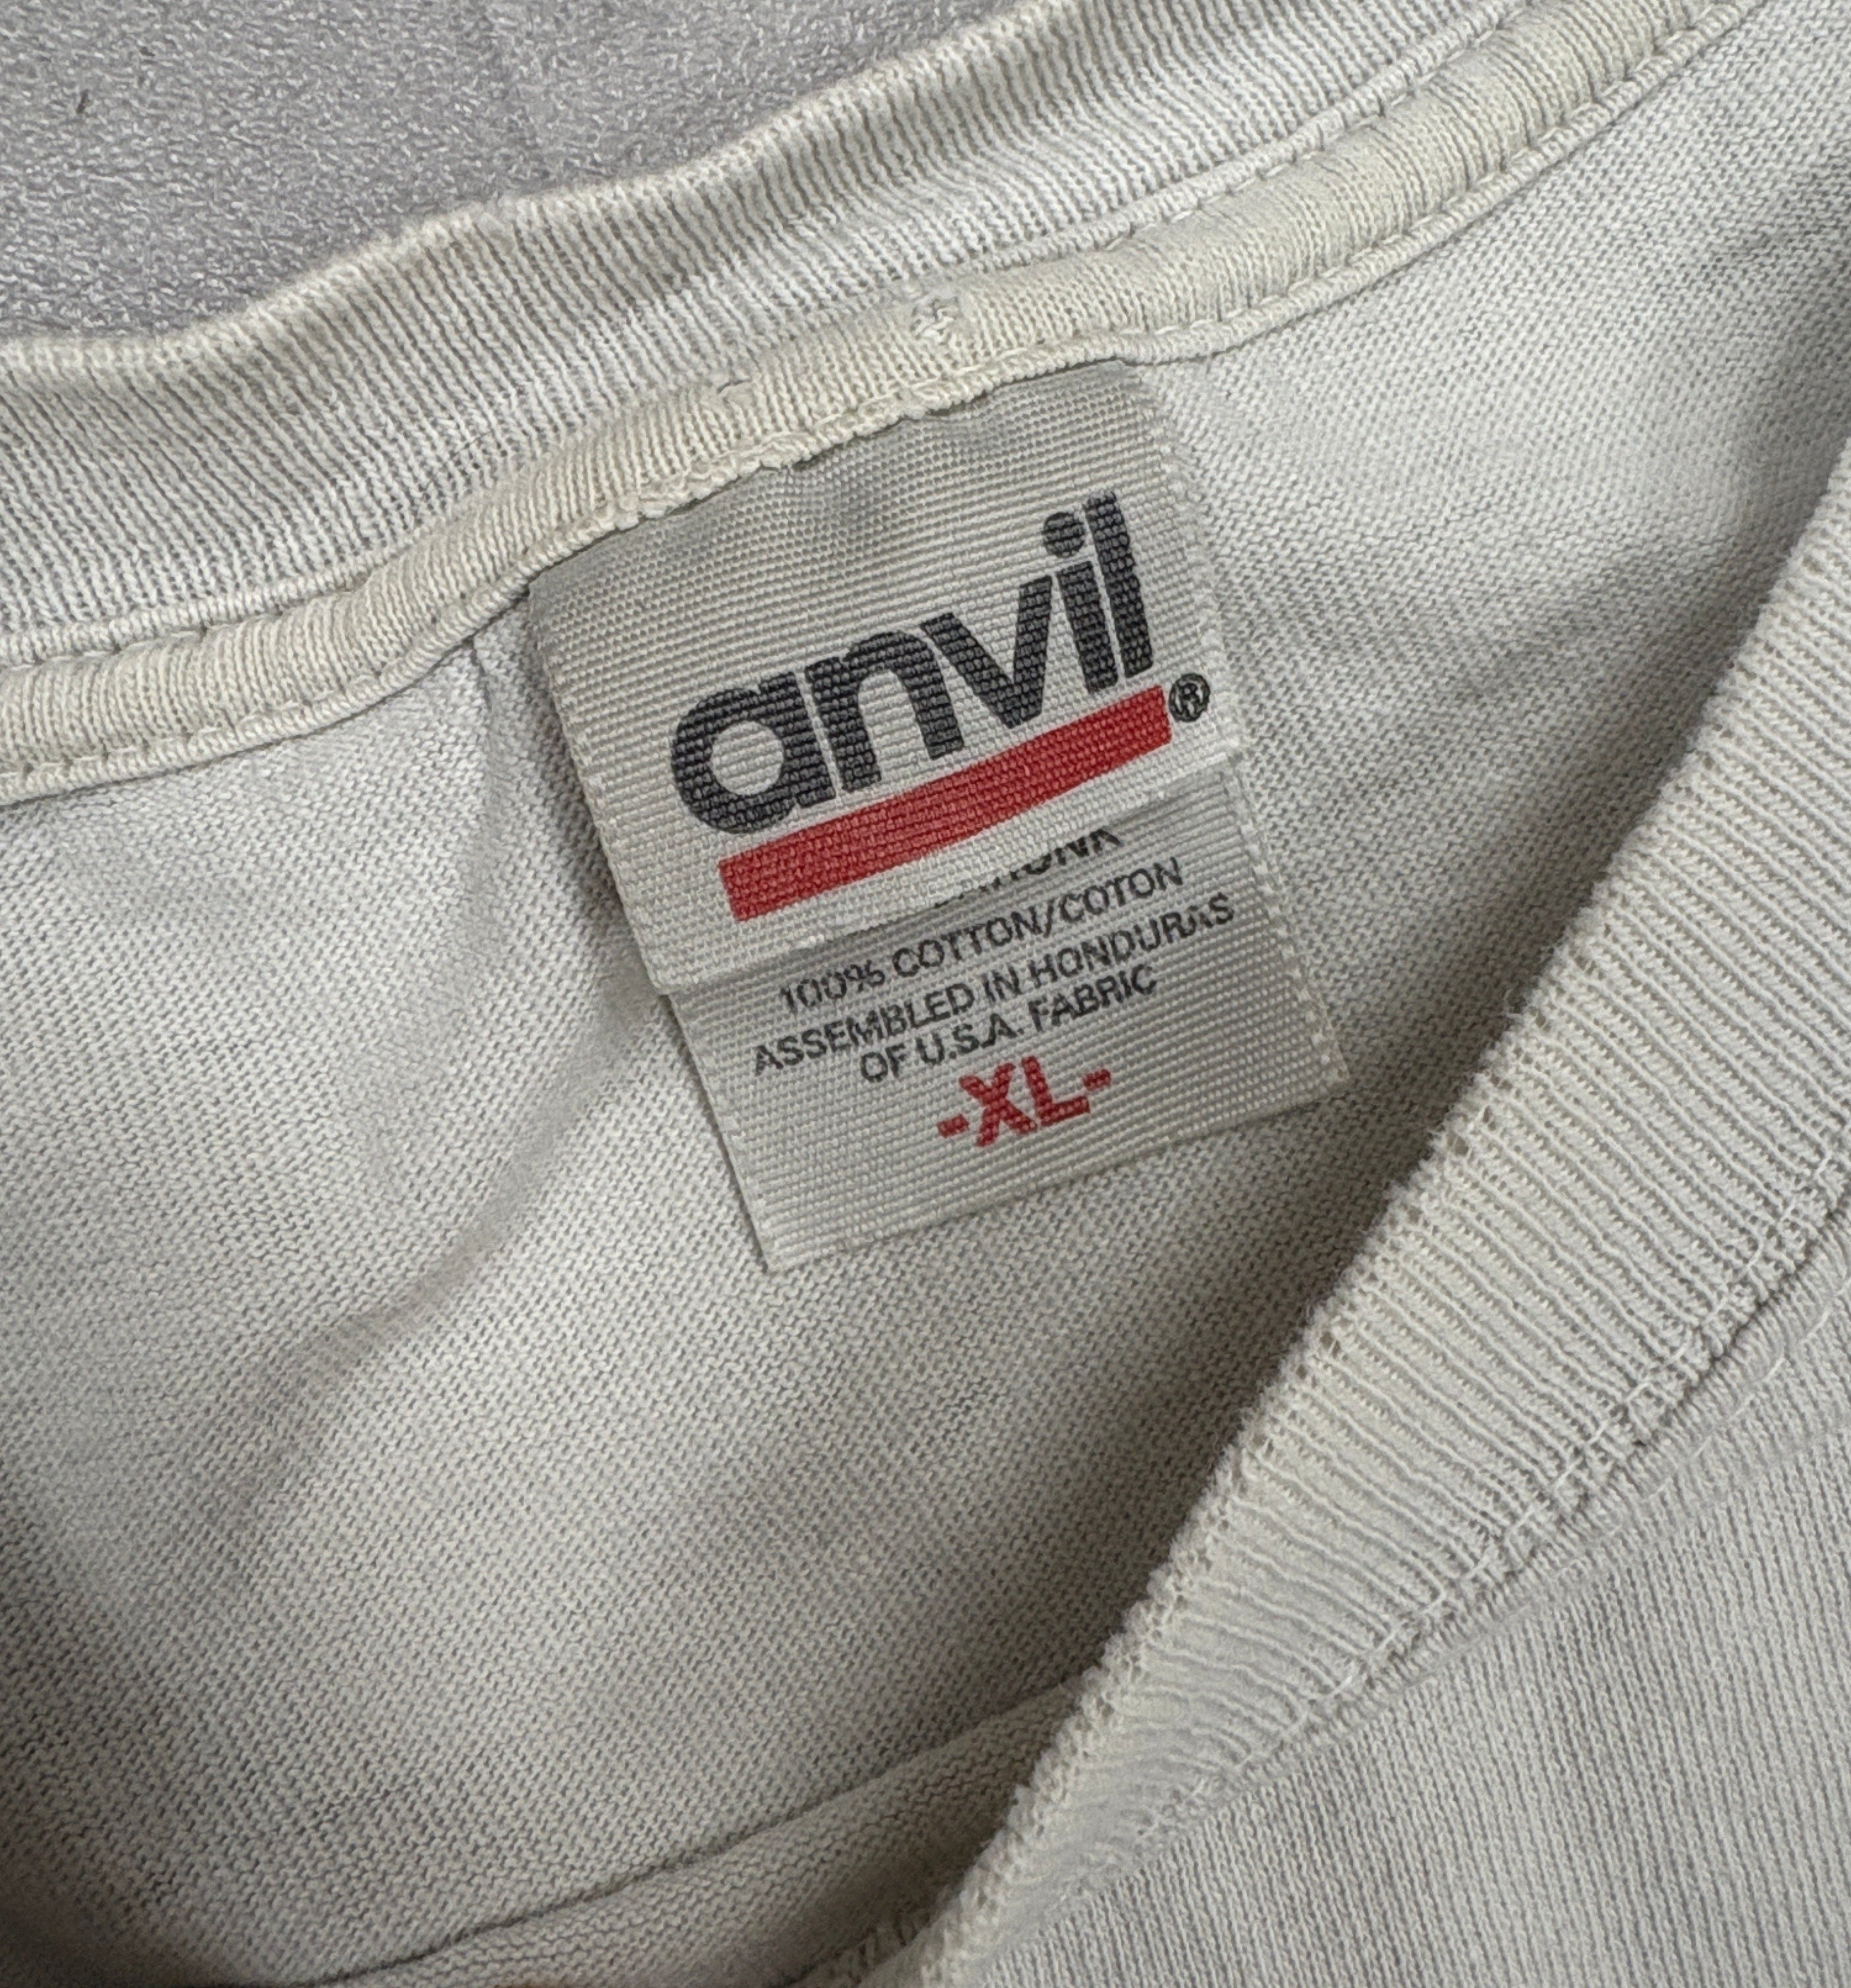 anvil®
100% COTTON/COTON
ASSEMBLED IN HONDURAS
OF U.S.A. FABRIC
-XL-